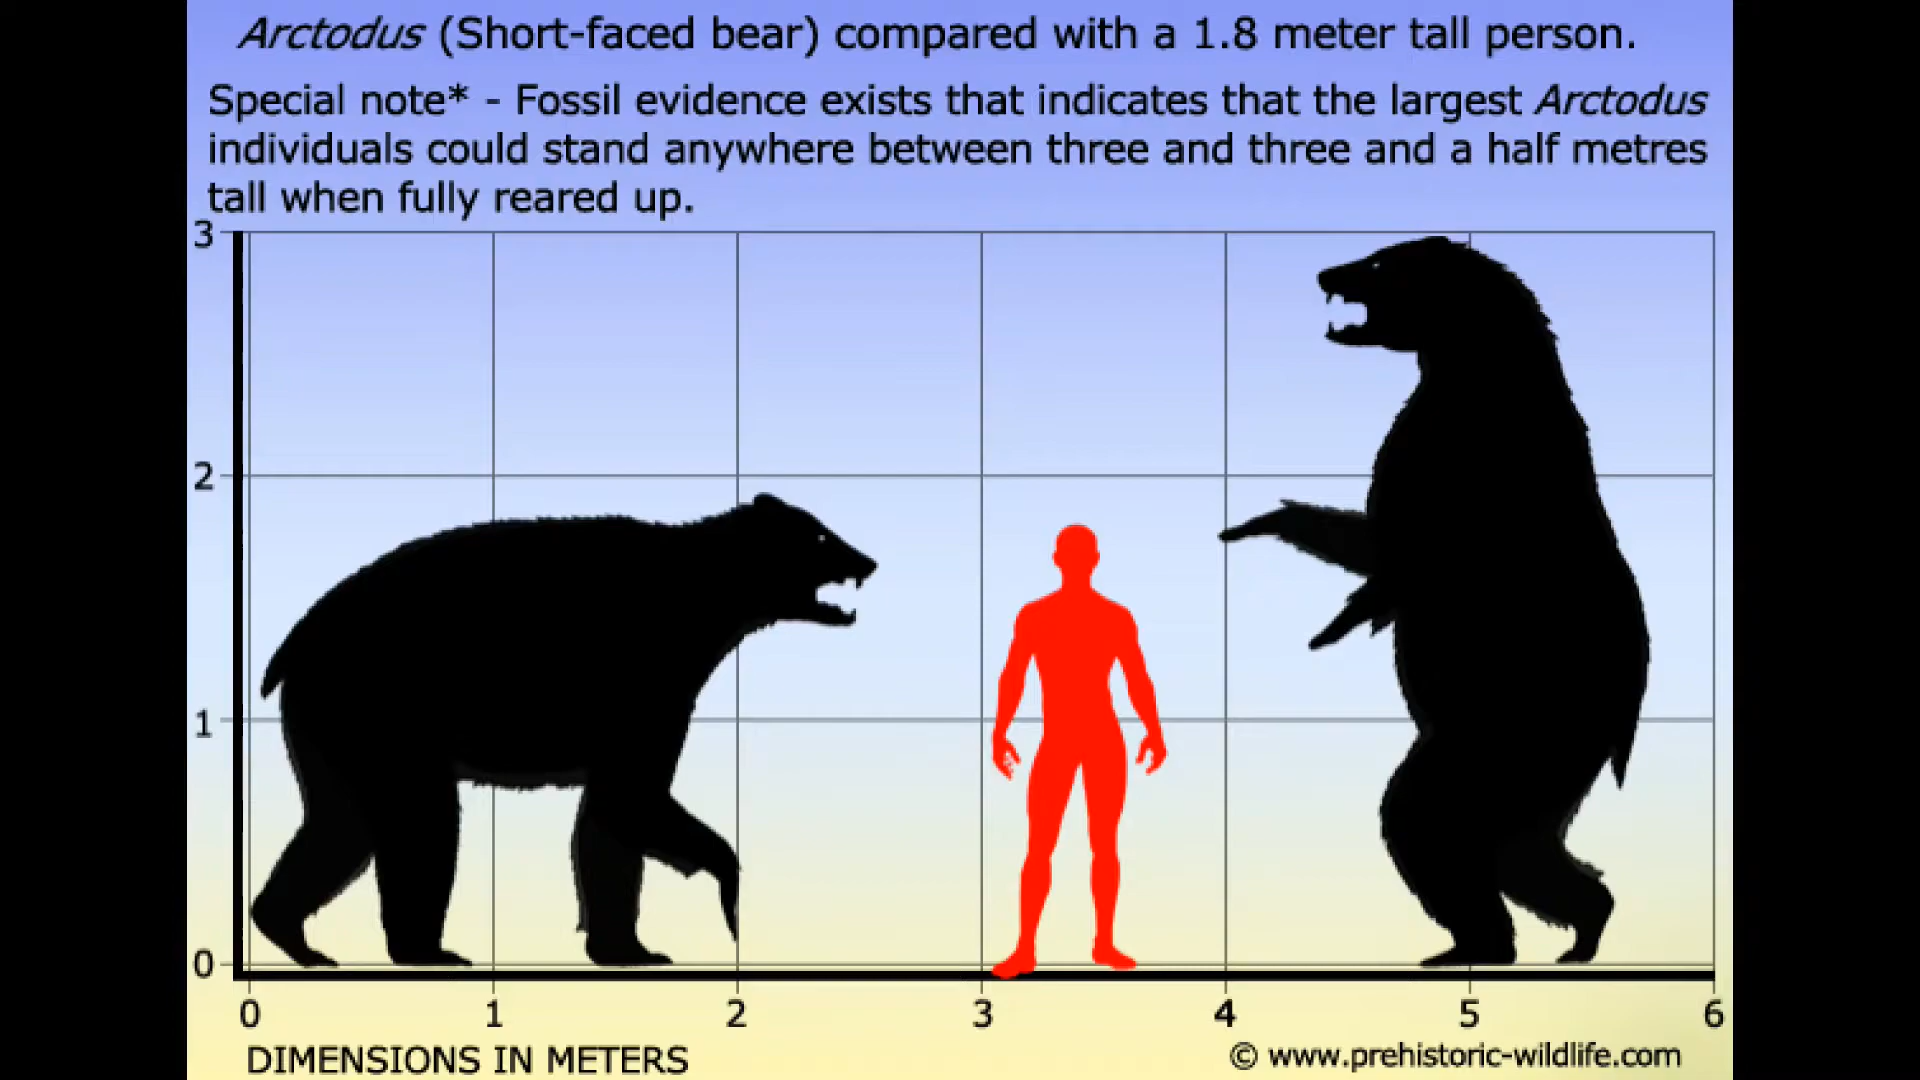 Arctodus (Short-faced bear) compared with a 1.8 meter tall person.
Special note* - Fossil evidence exists that indicates that the largest Arctodus
individuals could stand anywhere between three and three and a half metres
tall when fully reared up.
3
2
1
0
0 1 2 3 4 5 6
DIMENSIONS IN METERS
© www.prehistoric-wildlife.com